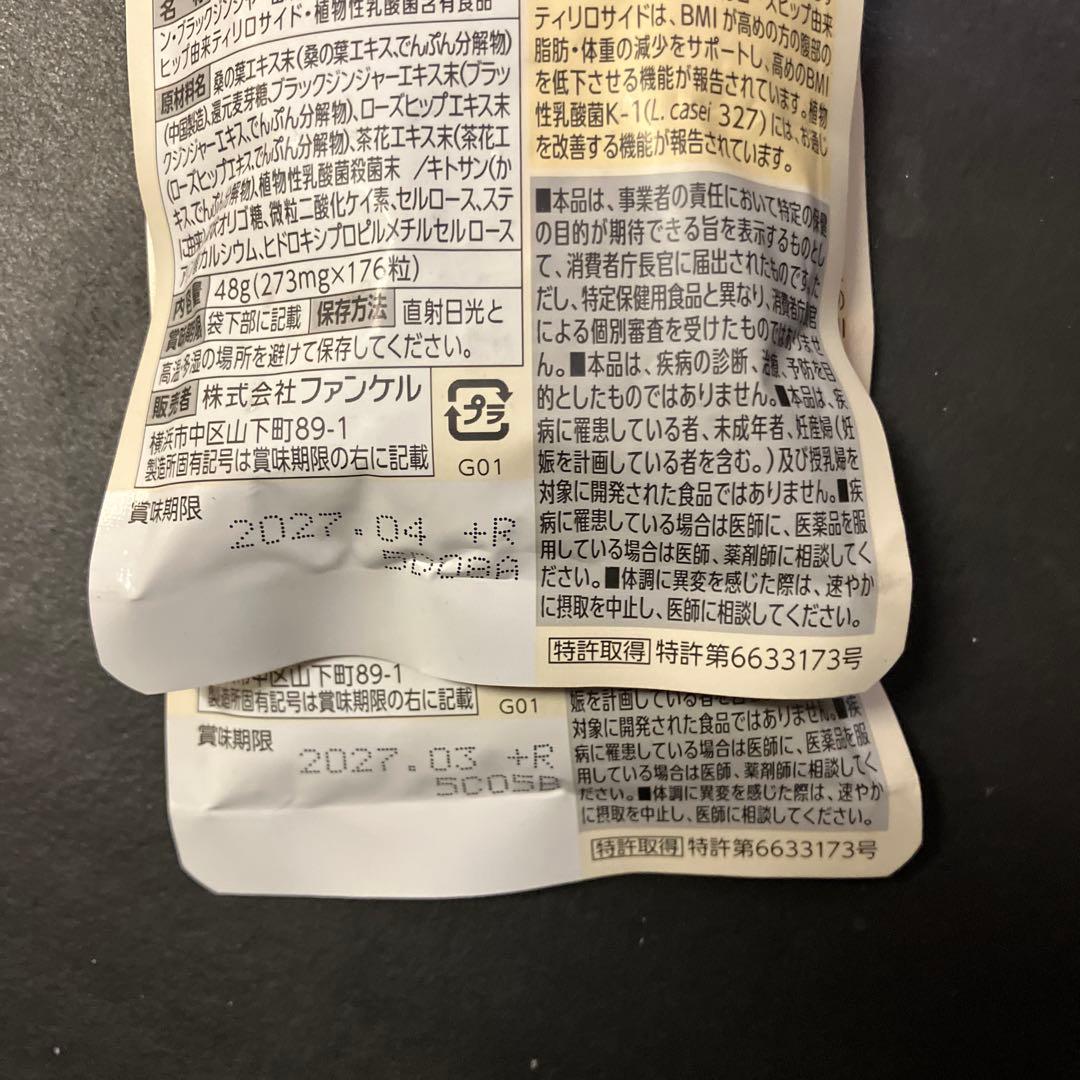 ン・ブラックジンジャー
ヒップ由来ティリロサイド・植物性乳酸菌含有食品
原材料名 桑の葉エキス末(桑の葉エキス、でんぷん分解物)
(中国製造)、還元麦芽糖、ブラックジンジャーエキス末(ブラッ
クジンジャーエキス、でんぷん分解物)、ローズヒップエキス末
(ローズヒップエキス、でんぷん分解物)、茶花エキス末(茶花エ
キス、でんぷん分解物)、植物性乳酸菌殺菌末 /キトサン(か
に由来)、オリゴ糖、微粒二酸化ケイ素、セルロース、ステ
カルシウム、ヒドロキシプロピルメチルセルロース
内容量 48g(273mg×176粒)
賞味期限 袋下部に記載 保存方法 直射日光と
高温多湿の場所を避けて保存してください。
販売者 株式会社ファンケル
横浜市中区山下町89-1
製造所固有記号は賞味期限の右に記載
プラ
G01
賞味期限
2027.04 +R
5D08A
ーズヒップ由来
ティリロサイドは、BMIが高めの方の腹部の
脂肪・体重の減少をサポートし、高めのBMI
を低下させる機能が報告されています。植物
性乳酸菌K-1(L. casei 327)には、お通じ
を改善する機能が報告されています。
■本品は、事業者の責任において特定の保健
の目的が期待できる旨を表示するものとし
て、消費者庁長官に届出されたものです。た
だし、特定保健用食品と異なり、消費者庁長官
による個別審査を受けたものではありませ
ん。■本品は、疾病の診断、治療、予防を目
的としたものではありません。■本品は、疾
病に罹患している者、未成年者、妊産婦(妊
娠を計画している者を含む。)及び授乳婦を
対象に開発された食品ではありません。■疾
病に罹患している場合は医師に、医薬品を服
用している場合は医師、薬剤師に相談してく
ださい。■体調に異変を感じた際は、速やか
に摂取を中止し、医師に相談してください。
特許取得 特許第6633173号
市中区山下町89-1
製造所固有記号は賞味期限の右に記載
G01
賞味期限
2027.03 +R
5C05B
娠を計画している者を
対象に開発された食品ではありません。■疾
病に罹患している場合は医師に、医薬品を服
用している場合は医師、薬剤師に相談してく
ださい。■体調に異変を感じた際は、速やか
に摂取を中止し、医師に相談してください。
特許取得 特許第6633173号